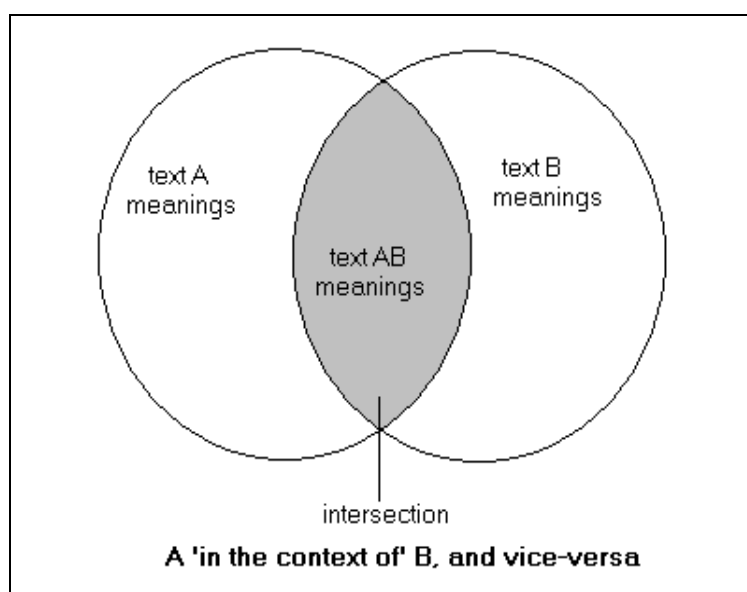 text A
meanings
text B
meanings
text AB
meanings
intersection
A 'in the context of' B, and vice-versa